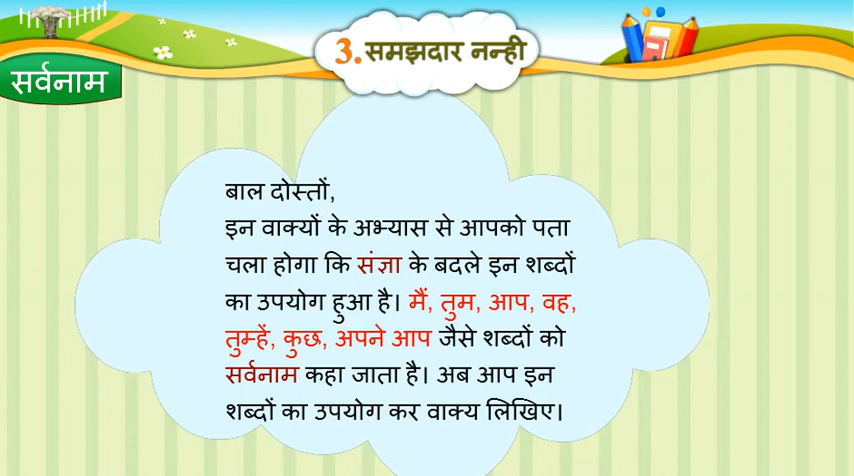 3. समझदार नन्ही
सर्वनाम
बाल दोस्तों,
इन वाक्यों के अभ्यास से आपको पता
चला होगा कि संज्ञा के बदले इन शब्दों
का उपयोग हुआ है। मैं, तुम, आप, वह,
तुम्हें, कुछ, अपने आप जैसे शब्दों को
सर्वनाम कहा जाता है। अब आप इन
शब्दों का उपयोग कर वाक्य लिखिए।